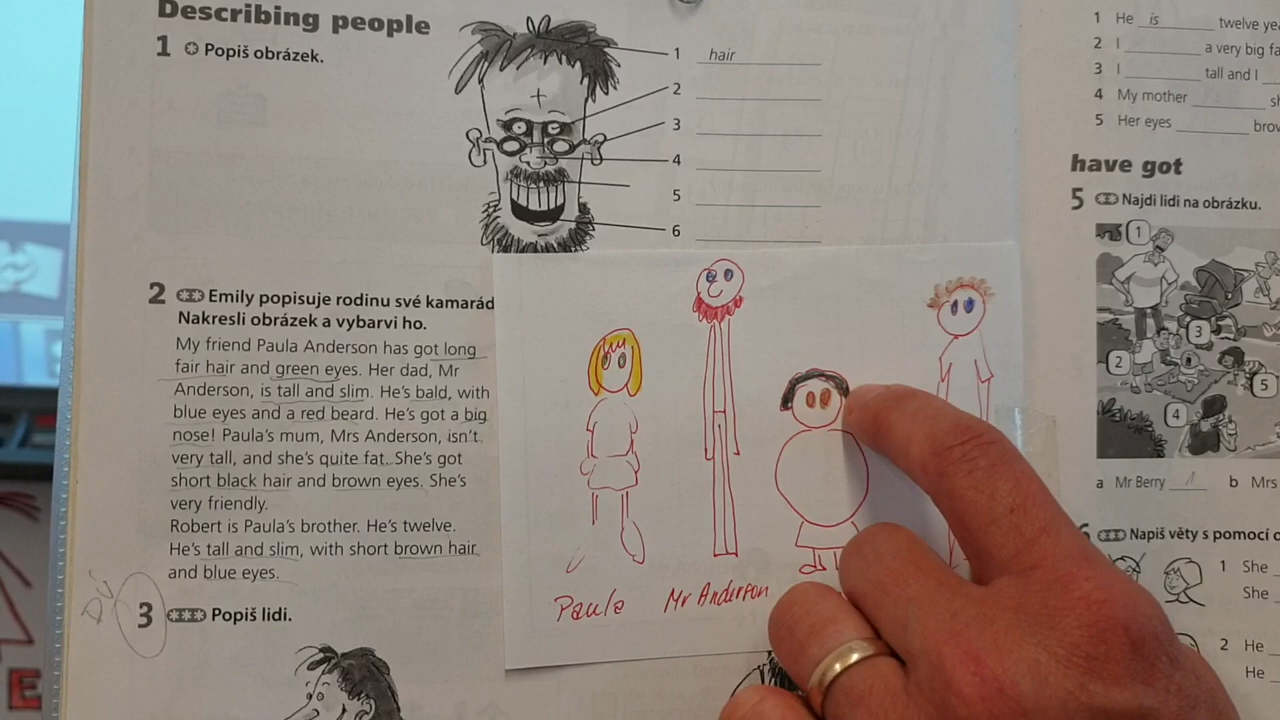 Describing people
1 Popiš obrázek.
1 hair
2
3
4
5
6
2 Emily popisuje rodinu své kamarád
Nakresli obrázek a vybarvi ho.
My friend Paula Anderson has got long
fair hair and green eyes. Her dad, Mr
Anderson, is tall and slim. He's bald, with
blue eyes and a red beard. He's got a big
nose! Paula's mum, Mrs Anderson, isn't
very tall, and she's quite fat. She's got
short black hair and brown eyes. She's
very friendly.
Robert is Paula's brother. He's twelve.
He's tall and slim, with short brown hair
and blue eyes.
DÚ
3 Popiš lidi.
Paula Mr Anderson
1 He is twelve
2 I a very big
3 I tall and I
4 My mother
5 Her eyes
have got
5 Najdi lidi na obrázku.
1
2
3
4
5
a Mr Berry 1 b Mrs
Napiš věty s pomocí
1 She
She
2 He
He
E